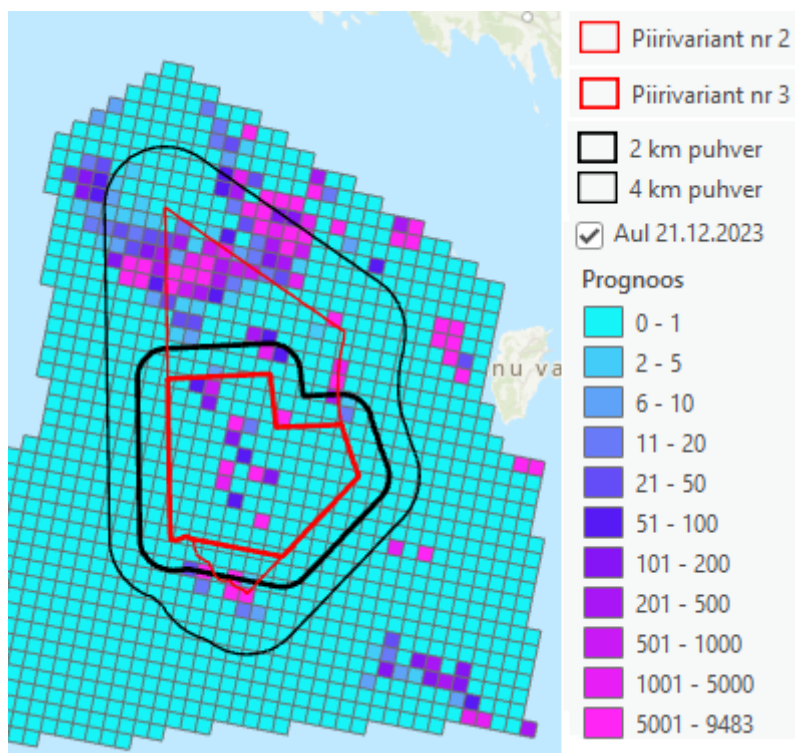 Piirivariant nr 2
Piirivariant nr 3
2 km puhver
4 km puhver
Aul 21.12.2023
Prognoos
0 - 1
2 - 5
6 - 10
11 - 20
21 - 50
51 - 100
101 - 200
201 - 500
501 - 1000
1001 - 5000
5001 - 9483
nu va